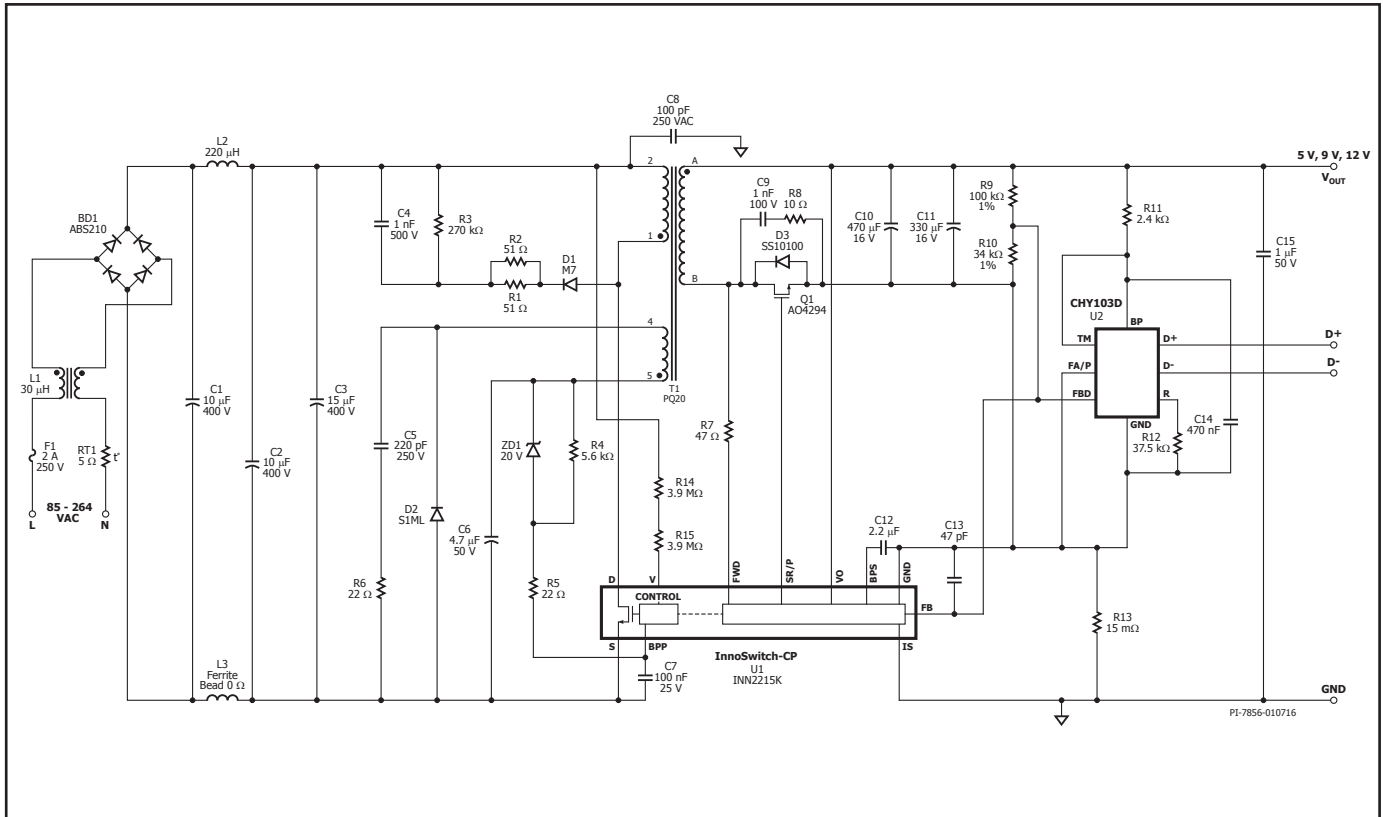 C8
100 pF
250 VAC
L2
220 µH
2
A
5 V, 9 V, 12 V
VOUT
BD1
ABS210
C4
1 nF
500 V
R3
270 kΩ
R2
51 Ω
R1
51 Ω
D1
M7
1
C9
1 nF
100 V
R8
10 Ω
D3
SS10100
B
Q1
AO4294
C10
470 µF
16 V
C11
330 µF
16 V
R9
100 kΩ
1%
R10
34 kΩ
1%
R11
2.4 kΩ
C15
1 µF
50 V
CHY103D
U2
BP
TM
D+
FA/P
D-
FBD
R
GND
D+
D-
4
5
T1
PQ20
L1
30 µH
C1
10 µF
400 V
C3
15 µF
400 V
C2
10 µF
400 V
F1
2 A
250 V
RT1
5 Ω
t°
85 - 264
VAC
L
N
C5
220 pF
250 V
ZD1
20 V
R4
5.6 kΩ
R7
47 Ω
R12
37.5 kΩ
C14
470 nF
D2
S1ML
C6
4.7 µF
50 V
R14
3.9 MΩ
R15
3.9 MΩ
C12
2.2 µF
C13
47 pF
R6
22 Ω
R5
22 Ω
D
V
FWD
SR/P
VO
BPS
GND
CONTROL
FB
S
BPP
IS
R13
15 mΩ
InnoSwitch-CP
U1
INN2215K
C7
100 nF
25 V
L3
Ferrite
Bead 0 Ω
GND
PI-7856-010716